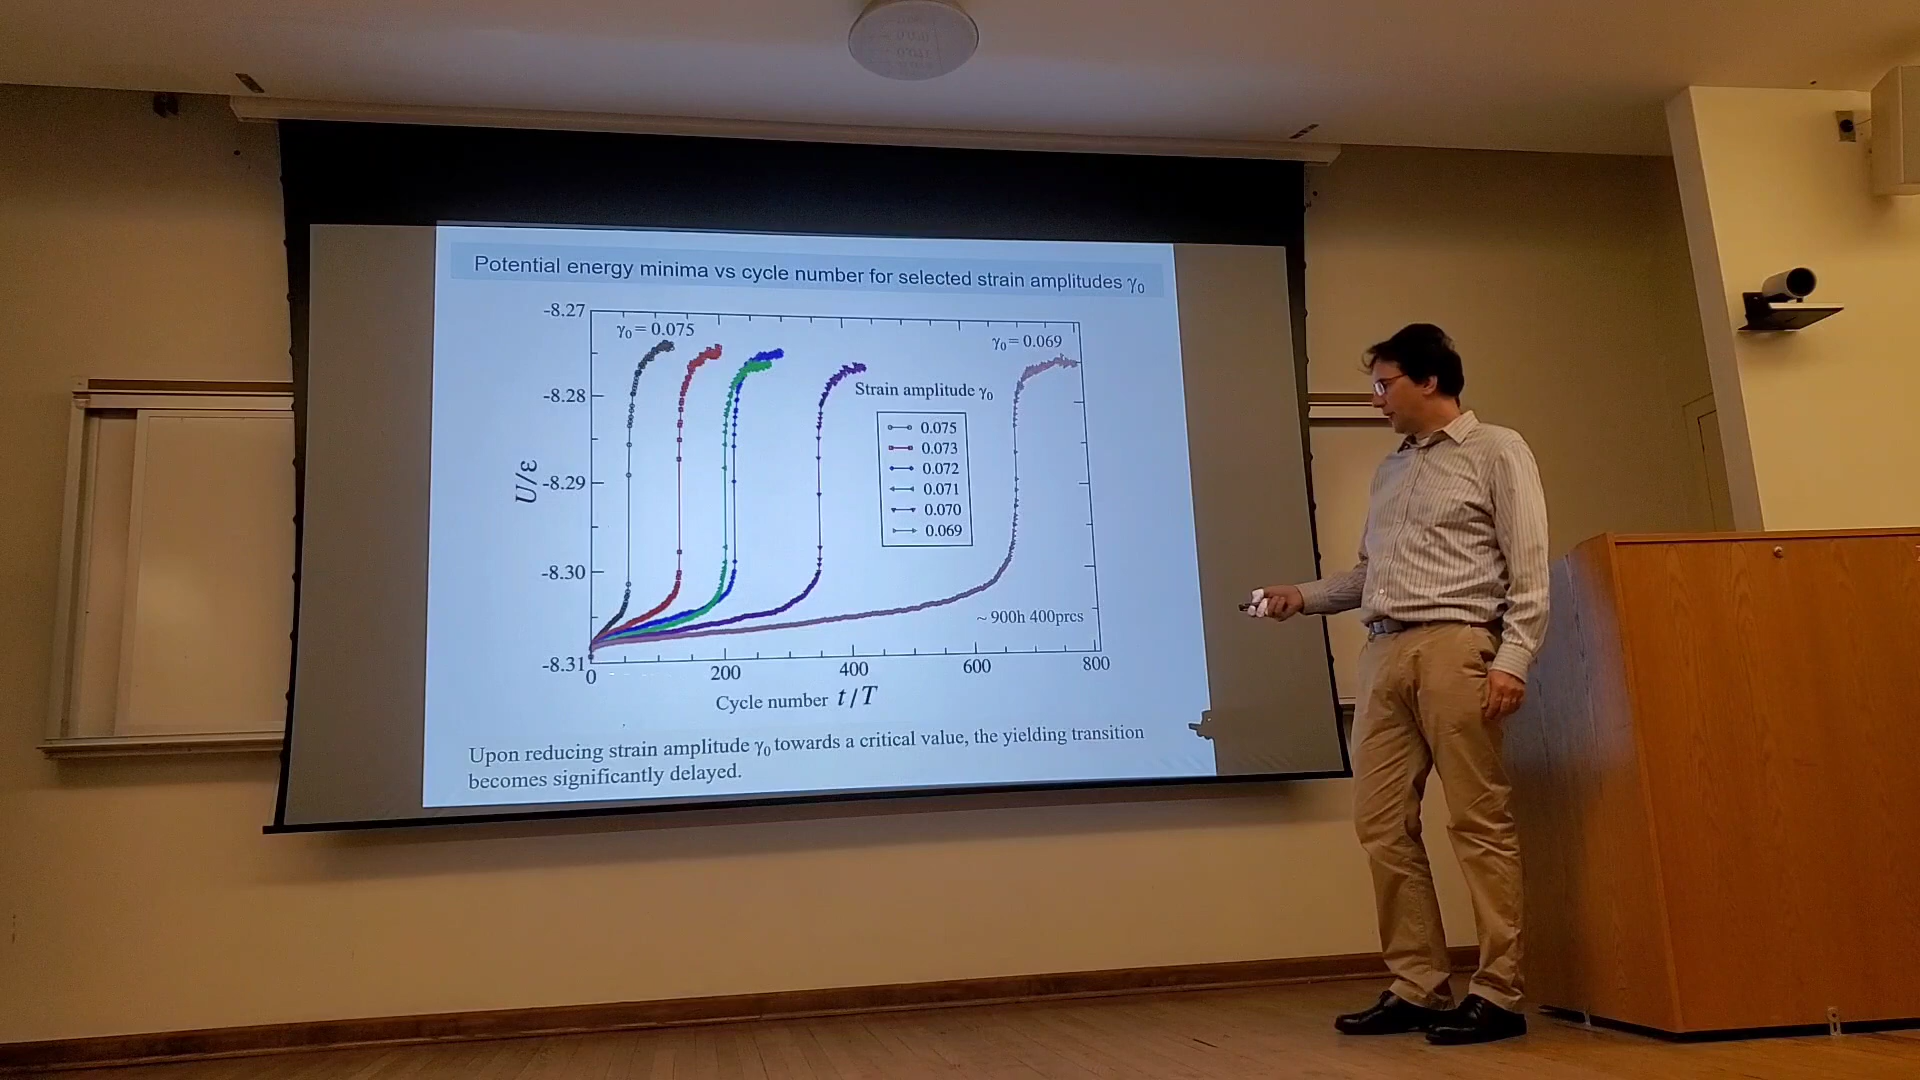 Potential energy minima vs cycle number for selected strain amplitudes γ₀
-8.27
γ₀ = 0.075
γ₀ = 0.069
-8.28
Strain amplitude γ₀
0.075
0.073
0.072
0.071
0.070
0.069
U/ε
-8.29
-8.30
~ 900h 400prcs
-8.31
0
200
400
600
800
Cycle number t/T
Upon reducing strain amplitude γ₀ towards a critical value, the yielding transition
becomes significantly delayed.